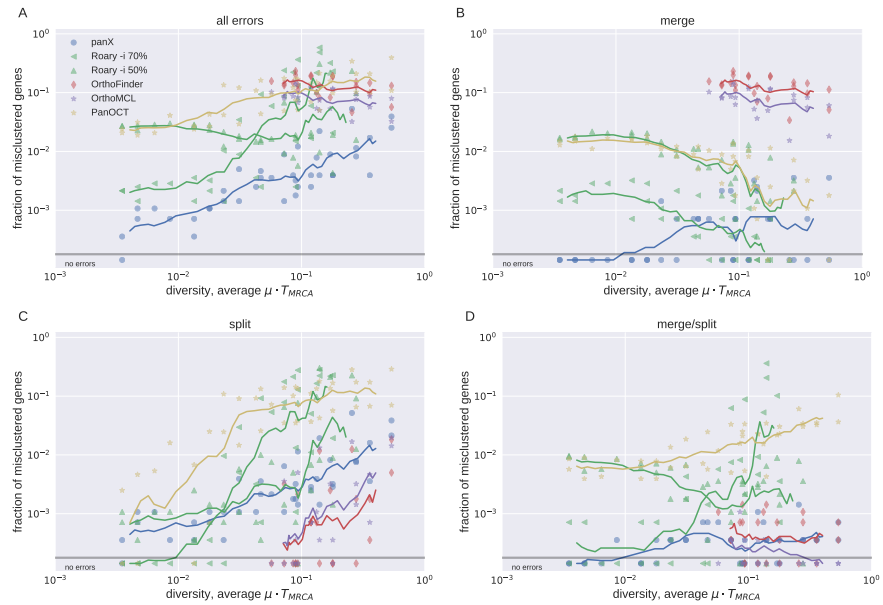 A
all errors
fraction of misclustered genes
10⁰
10⁻¹
10⁻²
10⁻³
panX
Roary -i 70%
Roary -i 50%
OrthoFinder
OrthoMCL
PanOCT
no errors
10⁻³
10⁻²
10⁻¹
10⁰
diversity, average μ • T_MRCA
B
merge
fraction of misclustered genes
10⁰
10⁻¹
10⁻²
10⁻³
no errors
10⁻³
10⁻²
10⁻¹
10⁰
diversity, average μ • T_MRCA
C
split
fraction of misclustered genes
10⁰
10⁻¹
10⁻²
10⁻³
no errors
10⁻³
10⁻²
10⁻¹
10⁰
diversity, average μ • T_MRCA
D
merge/split
fraction of misclustered genes
10⁰
10⁻¹
10⁻²
10⁻³
no errors
10⁻³
10⁻²
10⁻¹
10⁰
diversity, average μ • T_MRCA